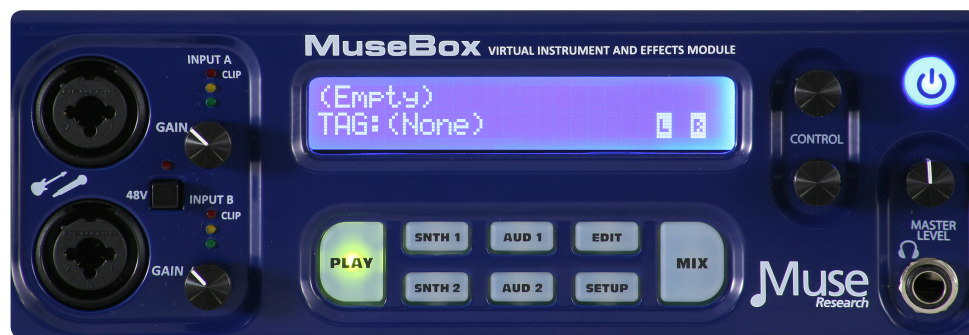 INPUT A
CLIP
GAIN
48V
INPUT B
CLIP
GAIN
MUSEBOX VIRTUAL INSTRUMENT AND EFFECTS MODULE
(Empty)
TAG:(None) L R
PLAY
SNTH 1
AUD 1
EDIT
SNTH 2
AUD 2
SETUP
MIX
CONTROL
MASTER
LEVEL
Muse
Research